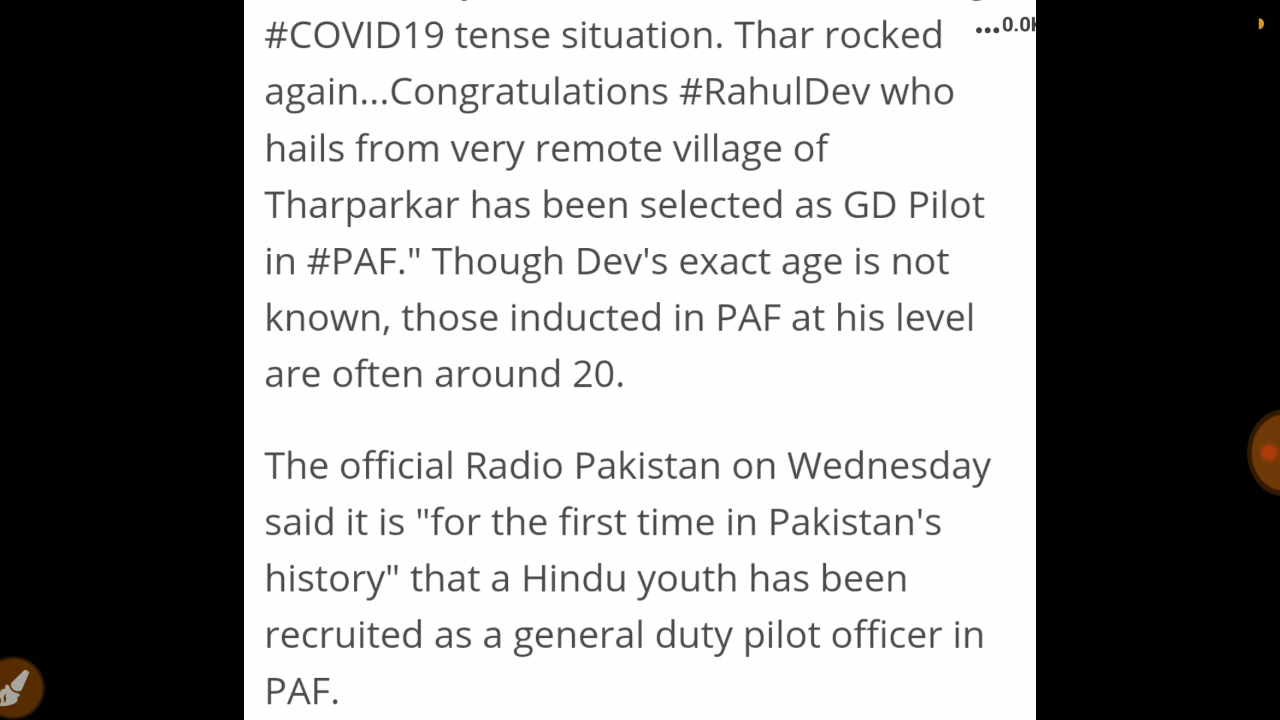 #COVID19 tense situation. Thar rocked
again...Congratulations #RahulDev who
hails from very remote village of
Tharparkar has been selected as GD Pilot
in #PAF." Though Dev's exact age is not
known, those inducted in PAF at his level
are often around 20.
The official Radio Pakistan on Wednesday
said it is "for the first time in Pakistan's
history" that a Hindu youth has been
recruited as a general duty pilot officer in
PAF.